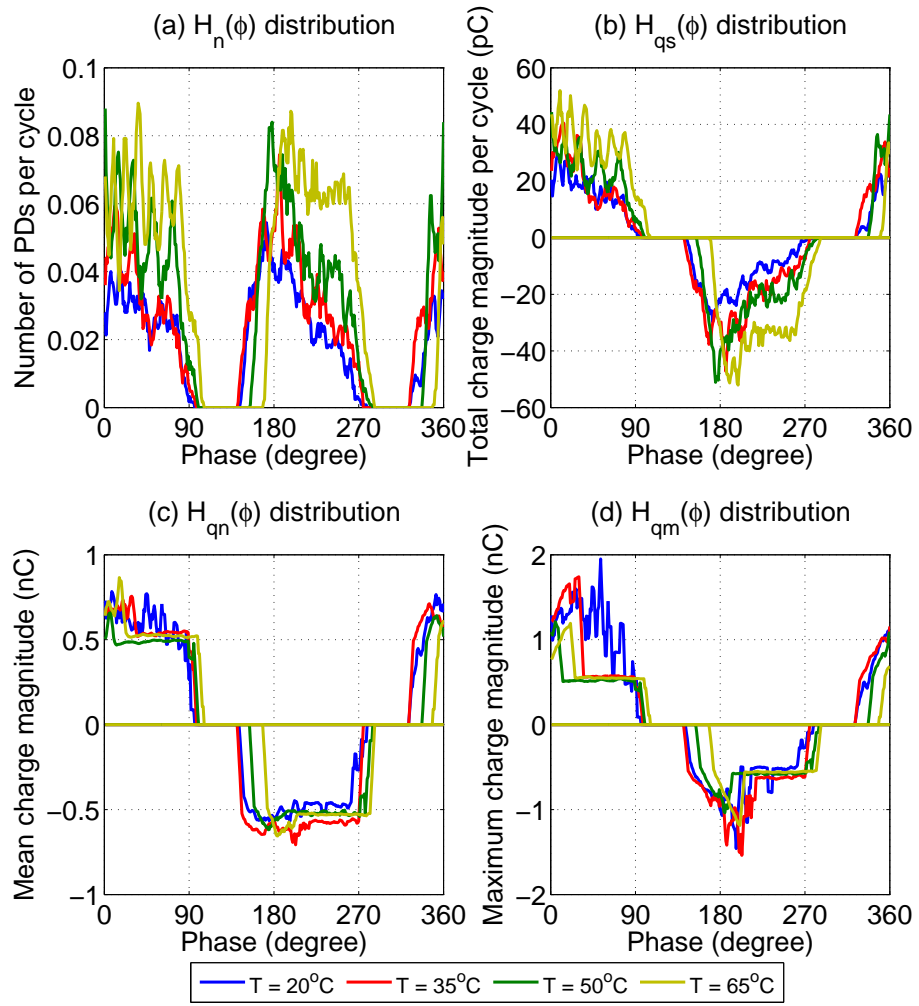 (a) Hn(ϕ) distribution
Number of PDs per cycle
0.1
0.08
0.06
0.04
0.02
0
0 90 180 270 360
Phase (degree)
(b) Hqs(ϕ) distribution
Total charge magnitude per cycle (pC)
60
40
20
0
−20
−40
−60
0 90 180 270 360
Phase (degree)
(c) Hqn(ϕ) distribution
Mean charge magnitude (nC)
1
0.5
0
−0.5
−1
0 90 180 270 360
Phase (degree)
(d) Hqm(ϕ) distribution
Maximum charge magnitude (nC)
2
1
0
−1
−2
0 90 180 270 360
Phase (degree)
T = 20°C T = 35°C T = 50°C T = 65°C